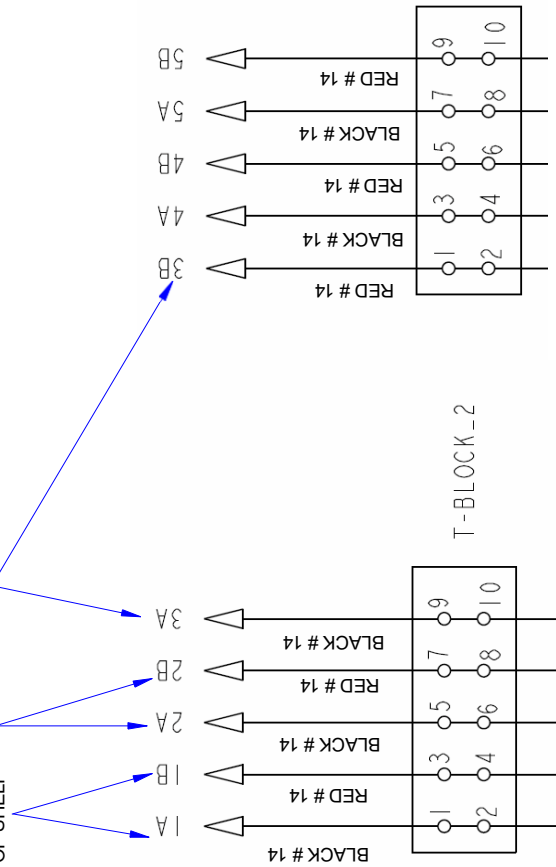 5B
RED # 14
9 10
5A
BLACK # 14
7 8
4B
RED # 14
5 6
4A
BLACK # 14
3 4
3B
RED # 14
1 2
T-BLOCK_2
3A
BLACK # 14
9 10
2B
RED # 14
7 8
2A
BLACK # 14
5 6
1B
RED # 14
3 4
1A
BLACK # 14
1 2